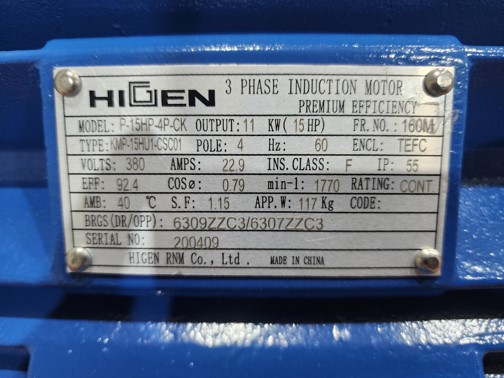 HIGEN 3 PHASE INDUCTION MOTOR
PREMIUM EFFICIENCY
MODEL: P-15HP-4P-CK OUTPUT: 11 KW(15HP) FR.NO.: 160M
TYPE: KMP-15HU1-CSC01 POLE: 4 Hz: 60 ENCL: TEFC
VOLTS: 380 AMPS: 22.9 INS.CLASS: F IP: 55
EFF: 92.4 COSø: 0.79 min-1: 1770 RATING: CONT
AMB: 40 ℃ S.F: 1.15 APP.W: 117 Kg CODE:
BRGS(DR/OPP): 6309ZZC3/6307ZZC3
SERIAL NO: 200409
HIGEN RNM Co., Ltd. MADE IN CHINA